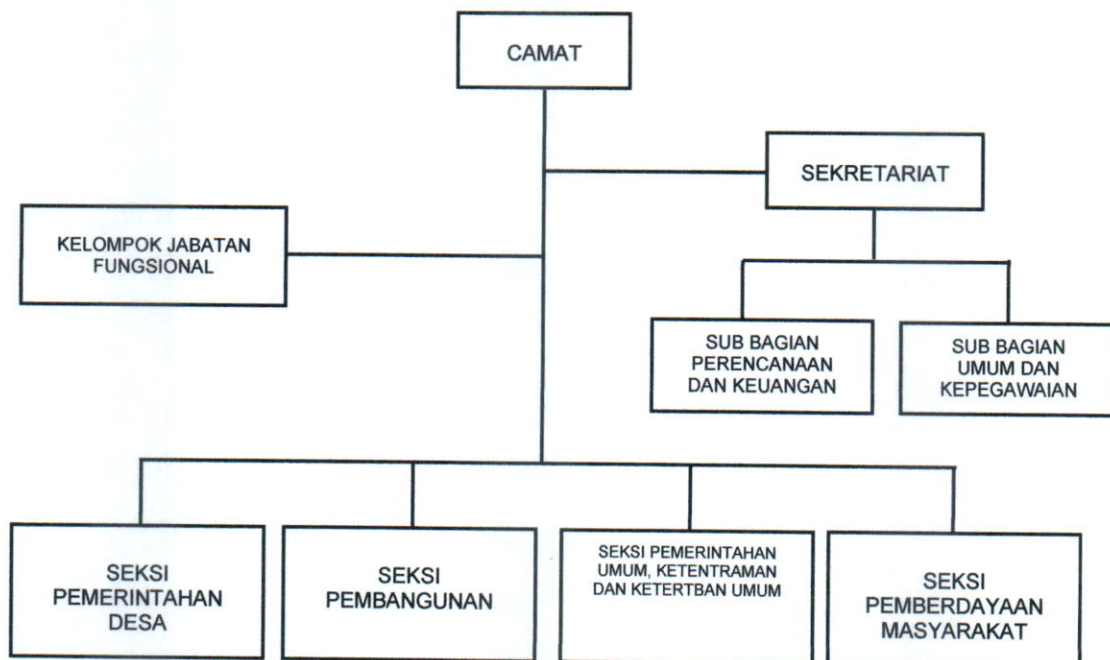 CAMAT
SEKRETARIAT
KELOMPOK JABATAN
FUNGSIONAL
SUB BAGIAN
PERENCANAAN
DAN KEUANGAN
SUB BAGIAN
UMUM DAN
KEPEGAWAIAN
SEKSI
PEMERINTAHAN
DESA
SEKSI
PEMBANGUNAN
SEKSI PEMERINTAHAN
UMUM, KETENTRAMAN
DAN KETERTBAN UMUM
SEKSI
PEMBERDAYAAN
MASYARAKAT